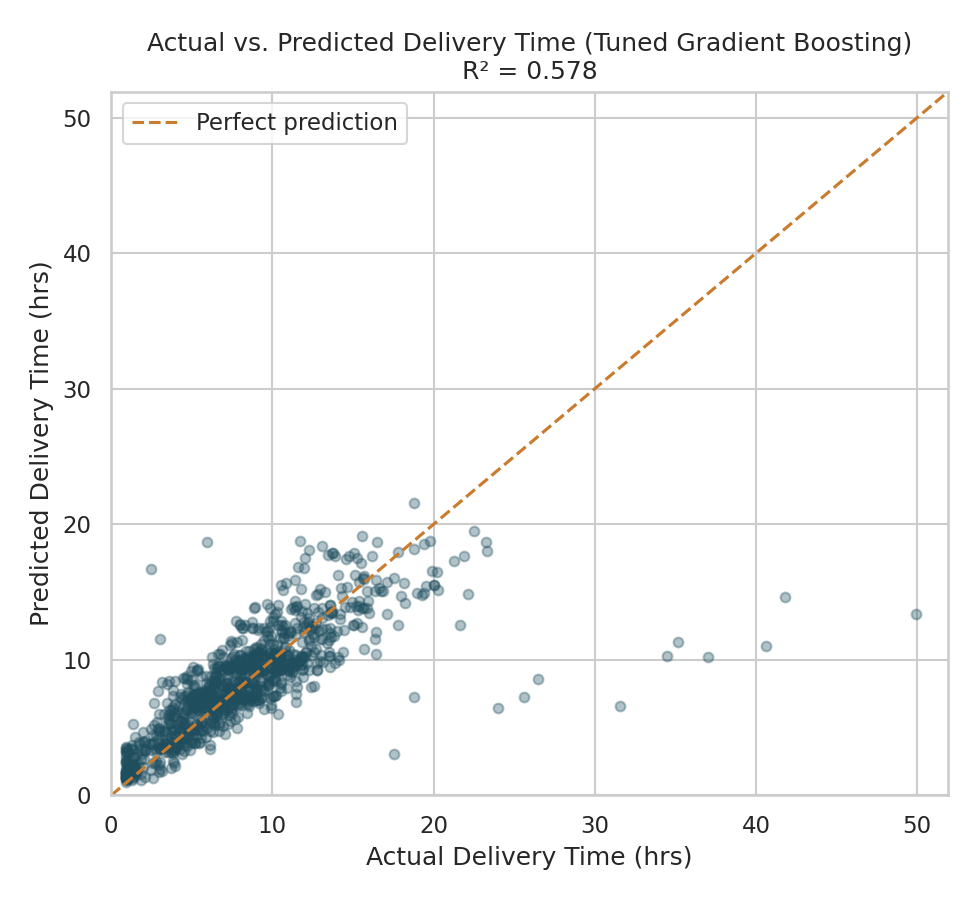 Actual vs. Predicted Delivery Time (Tuned Gradient Boosting)
R² = 0.578
Perfect prediction
Predicted Delivery Time (hrs)
50
40
30
20
10
0
0 10 20 30 40 50
Actual Delivery Time (hrs)